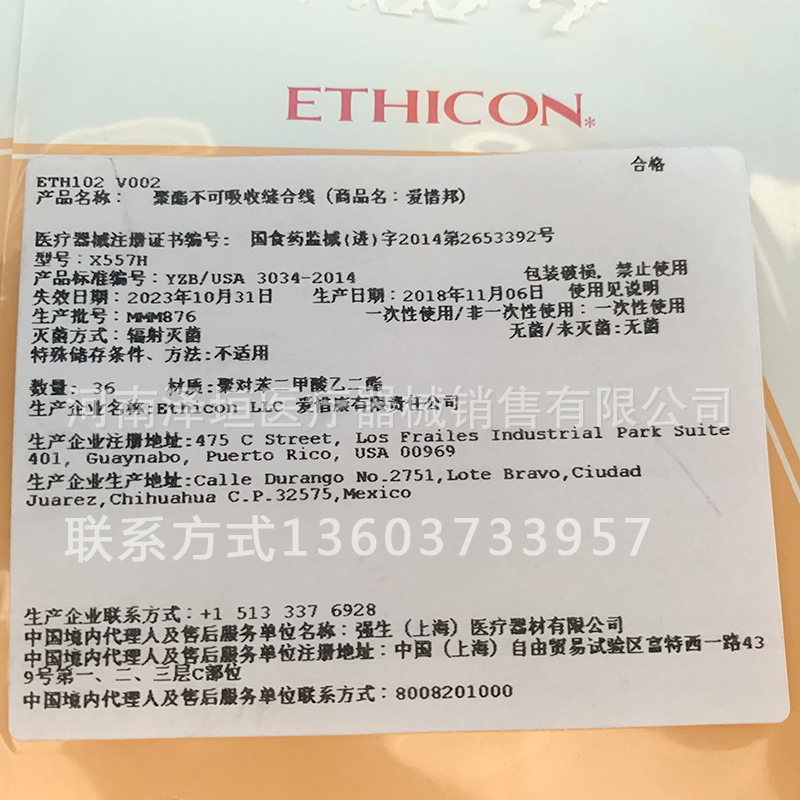 ETHICON*
合格
ETH102 V002
产品名称： 聚酯不可吸收缝合线（商品名：爱惜邦）
医疗器械注册证书编号： 国食药监械(进)字2014第2653392号
型号：X557H
产品标准编号：YZB/USA 3034-2014 包装破损，禁止使用
失效日期：2023年10月31日 生产日期：2018年11月06日 使用见说明
生产批号：MMM876 一次性使用/非一次性使用：一次性使用
灭菌方式：辐射灭菌 无菌/未灭菌：无菌
特殊储存条件、方法：不适用
数量：36 材质：聚对苯二甲酸乙二酯
河南泽垣医疗器械销售有限公司
生产企业名称：Ethicon LLC 爱惜康有限责任公司
生产企业注册地址：475 C Street, Los Frailes Industrial Park Suite
401, Guaynabo, Puerto Rico, USA 00969
生产企业生产地址：Calle Durango No.2751,Lote Bravo,Ciudad
Juarez,Chihuahua C.P.32575,Mexico
联系方式13603733957
生产企业联系方式：+1 513 337 6928
中国境内代理人及售后服务单位名称：强生（上海）医疗器材有限公司
中国境内代理人及售后服务单位注册地址：中国（上海）自由贸易试验区富特西一路43
9号第一、二、三层C部位
中国境内代理人及售后服务单位联系方式：8008201000